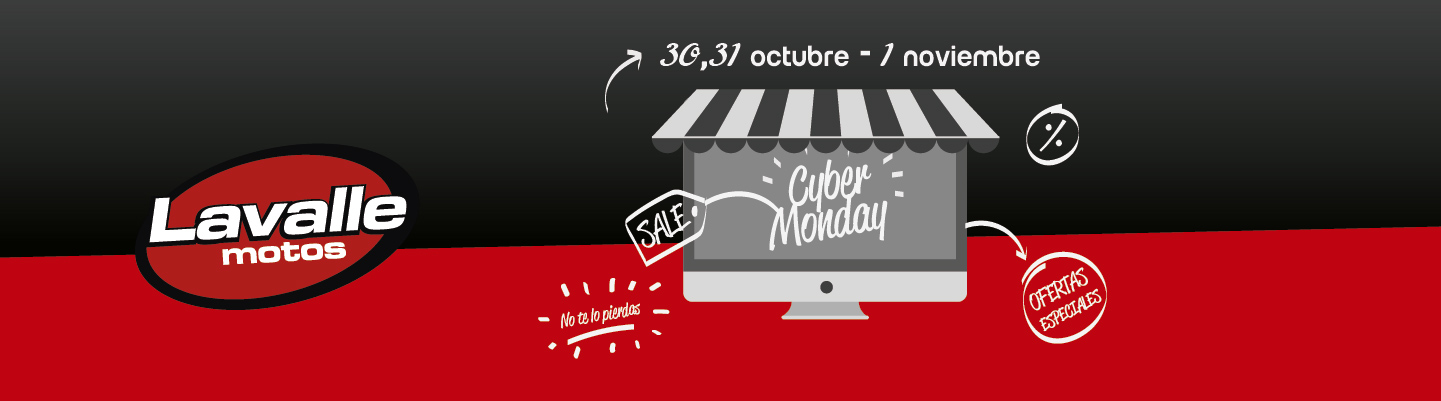 30,31 octubre - 1 noviembre
%
Cyber
Monday
SALE
Lavalle
motos
No te lo pierdas
OFERTAS
ESPECIALES